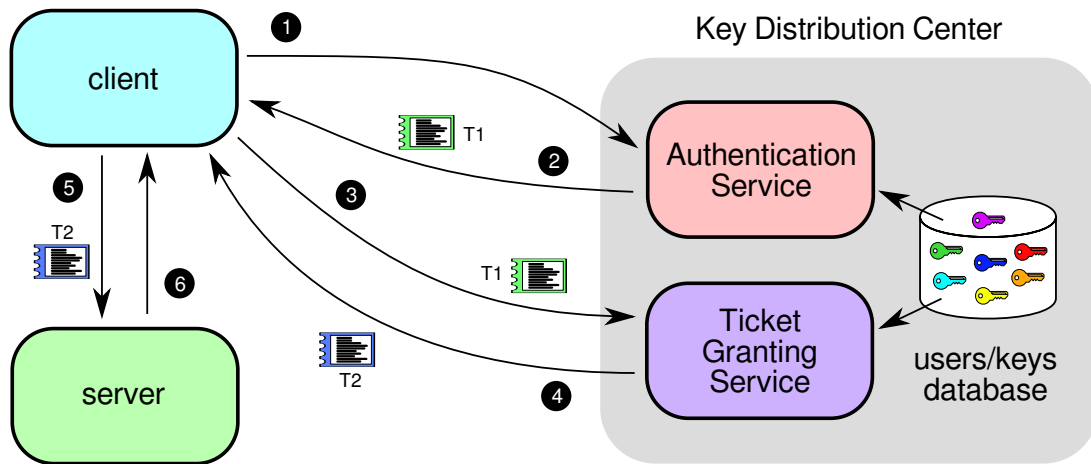 1
Key Distribution Center
client
T1
Authentication
Service
2
3
5
T2
6
T1
T2
4
Ticket
Granting
Service
server
users/keys
database